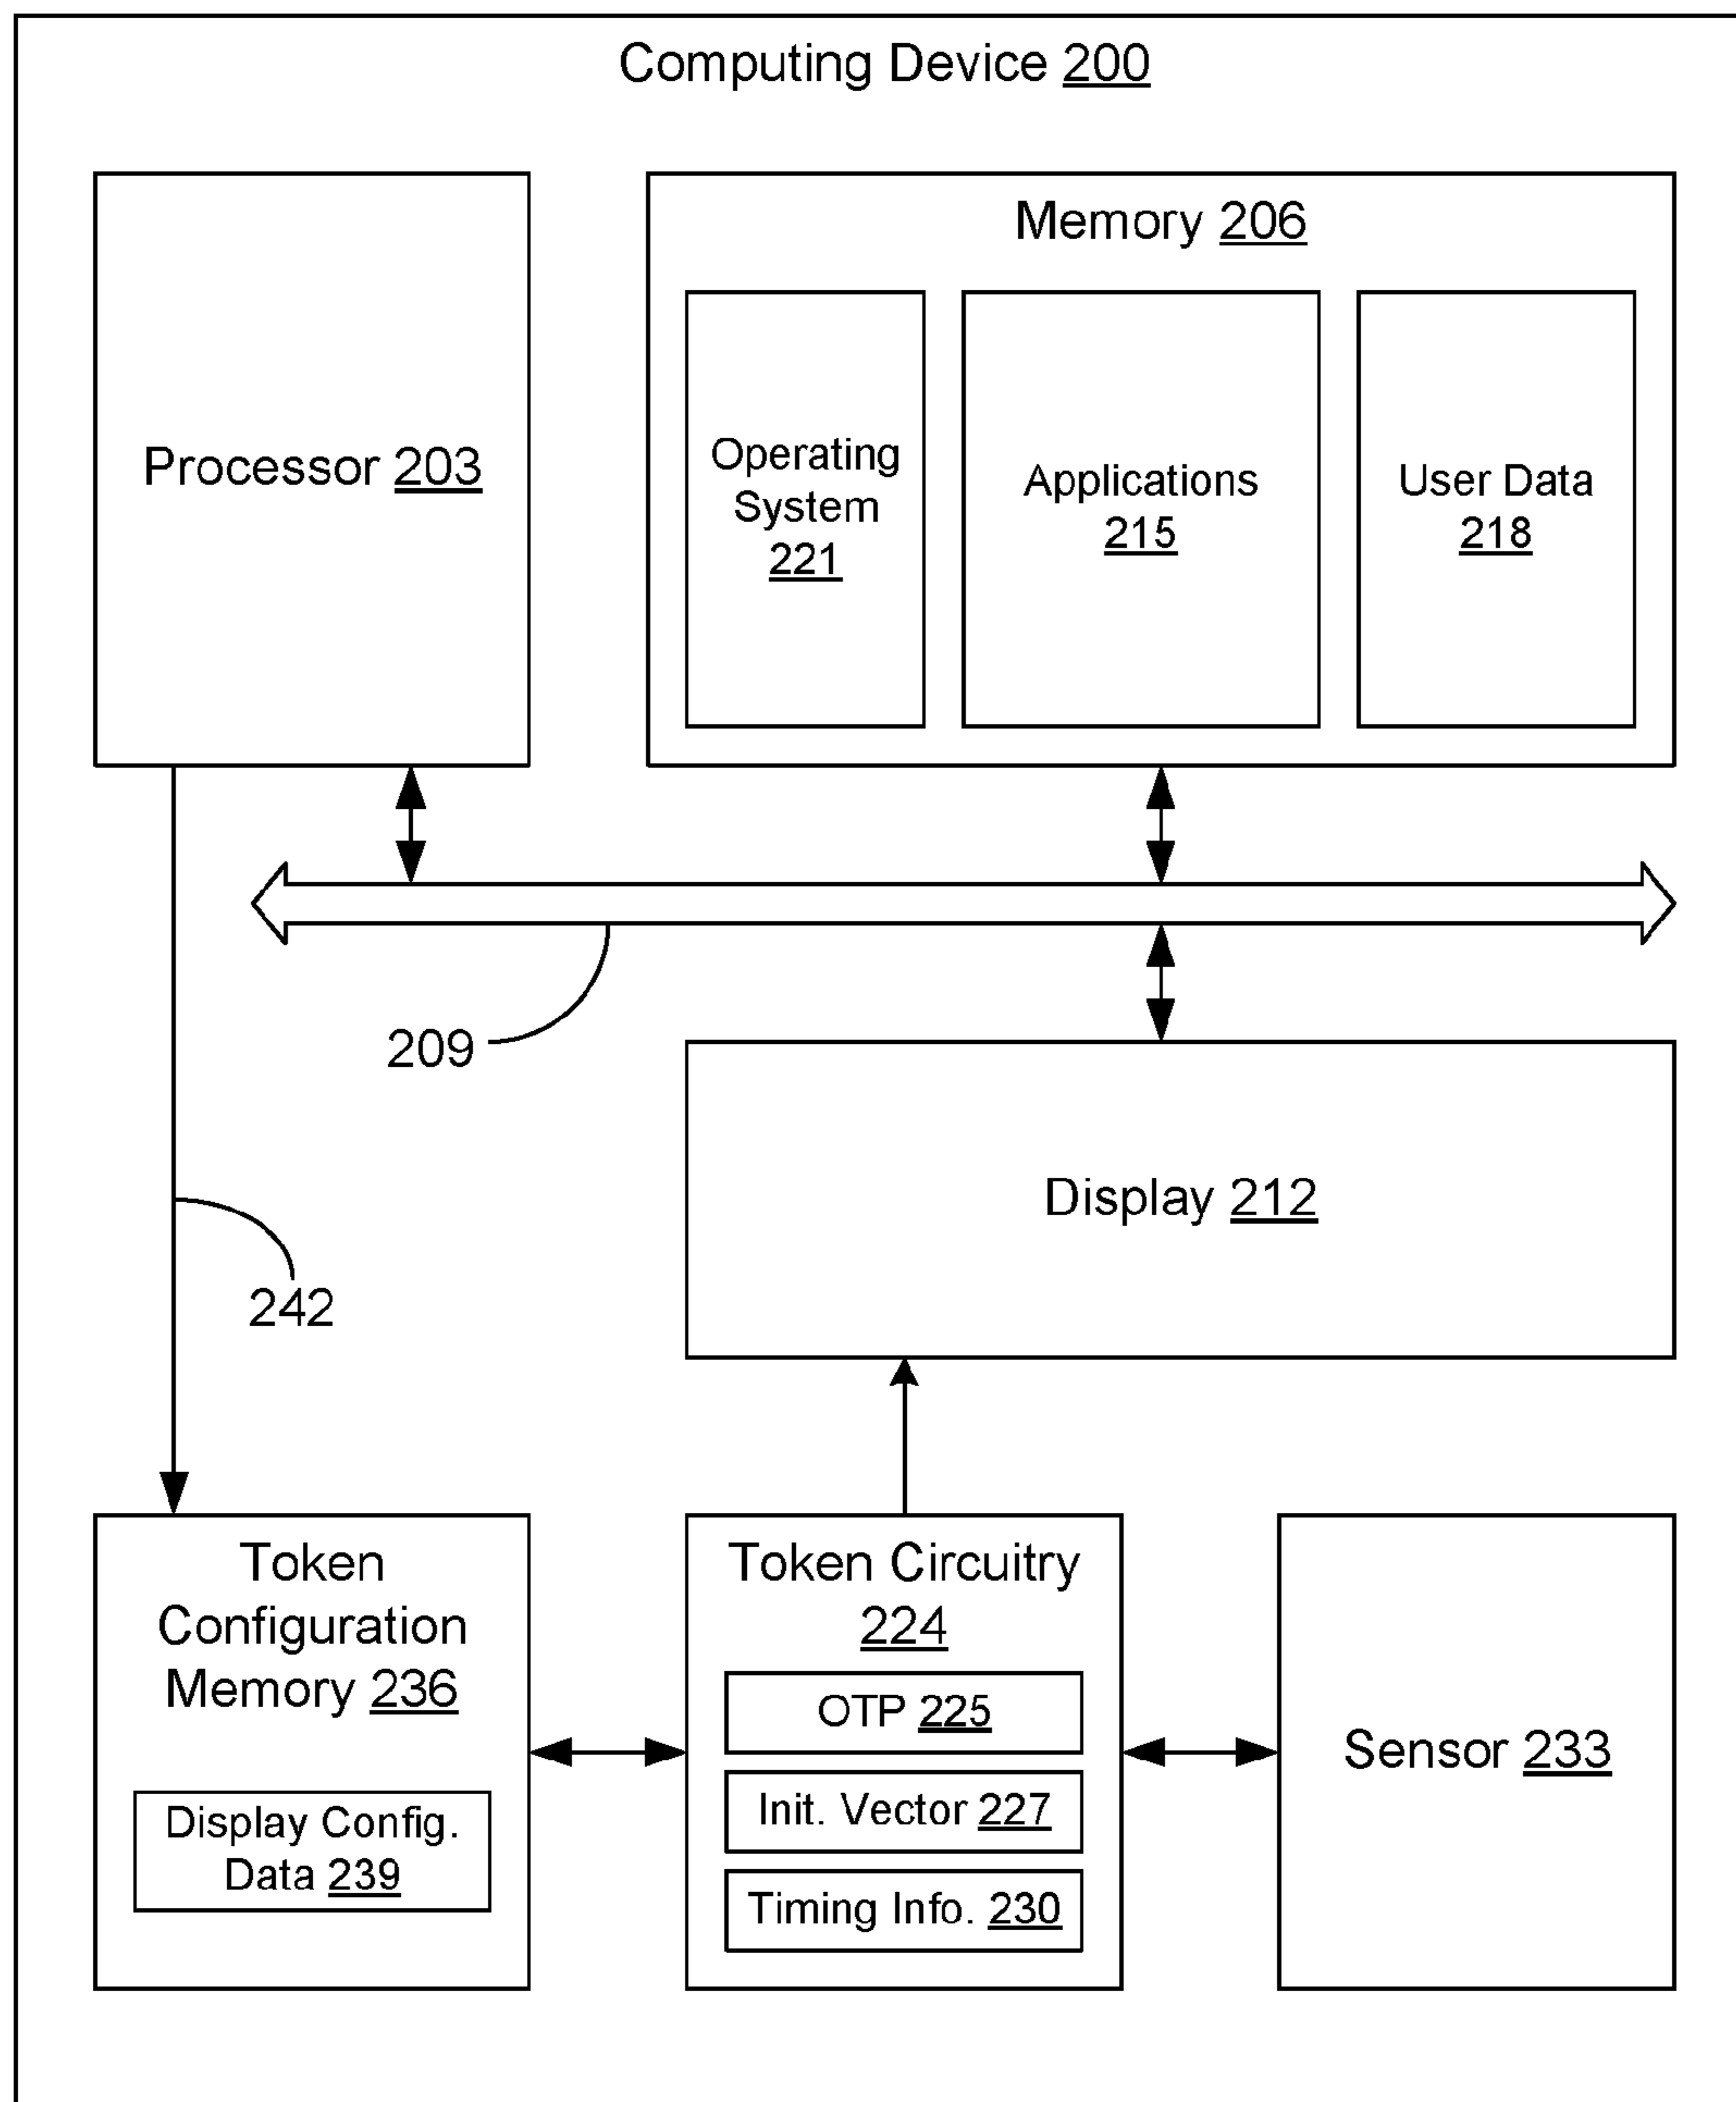 Computing Device 200
Processor 203
Memory 206
Operating
System
221
Applications
215
User Data
218
209
242
Display 212
Token
Configuration
Memory 236
Display Config.
Data 239
Token Circuitry
224
OTP 225
Init. Vector 227
Timing Info. 230
Sensor 233